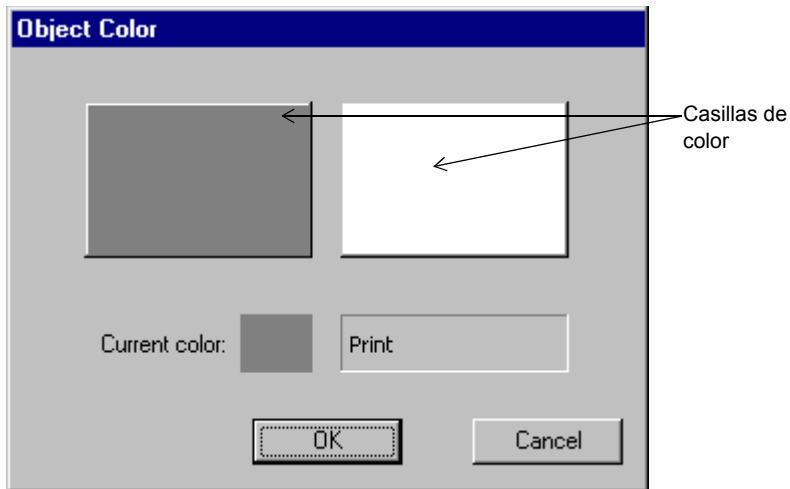 Object Color
Casillas de
color
Current color:
Print
OK
Cancel